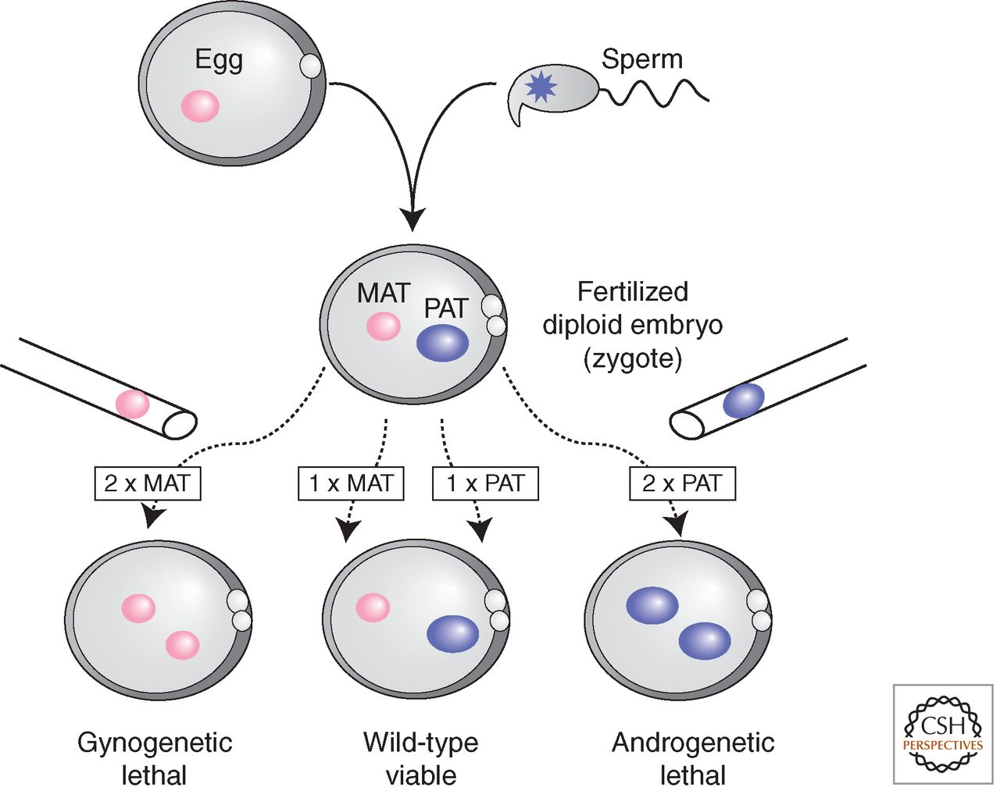 Egg
Sperm
MAT
PAT
Fertilized
diploid embryo
(zygote)
2 x MAT
1 x MAT
1 x PAT
2 x PAT
Gynogenetic
lethal
Wild-type
viable
Androgenetic
lethal
CSH
PERSPECTIVES